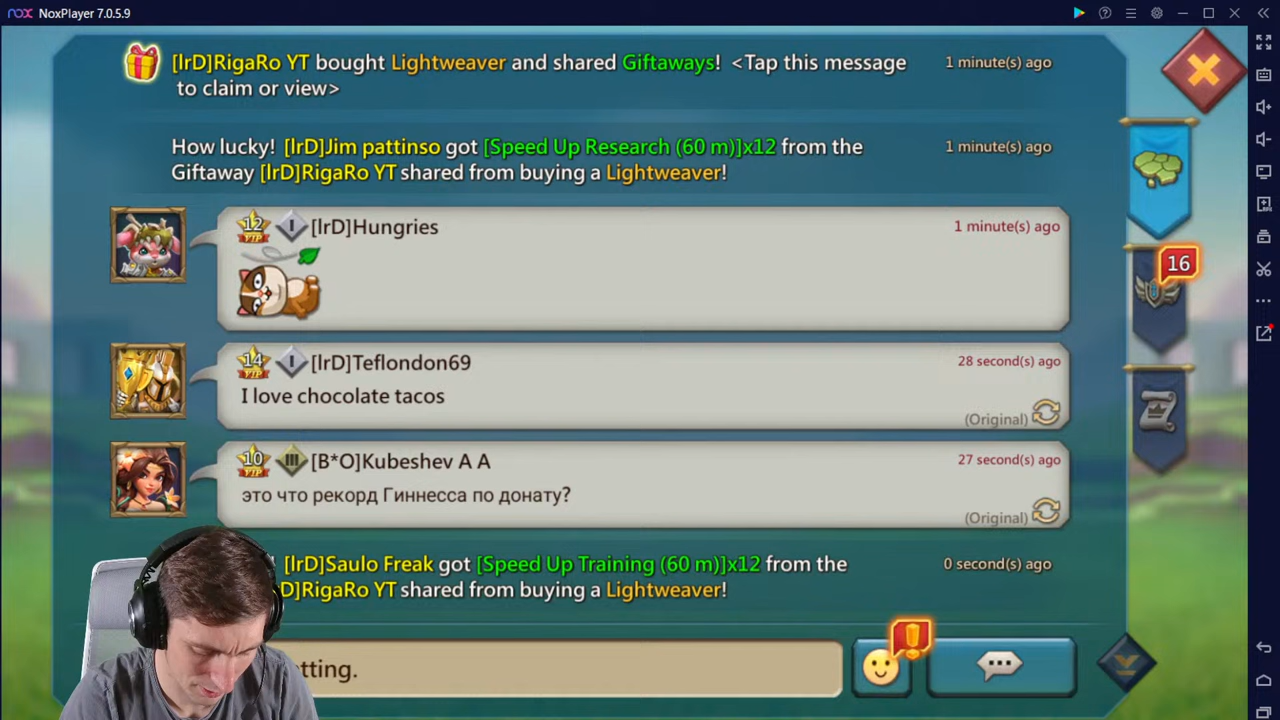 nox NoxPlayer 7.0.5.9
[lrD]RigaRo YT bought Lightweaver and shared Giftaways! <Tap this message 1 minute(s) ago
to claim or view>
How lucky! [lrD]Jim pattinso got [Speed Up Research (60 m)]x12 from the 1 minute(s) ago
Giftaway [lrD]RigaRo YT shared from buying a Lightweaver!
12 VIP I [lrD]Hungries 1 minute(s) ago
16
14 VIP I [lrD]Teflondon69 28 second(s) ago
I love chocolate tacos
(Original)
10 VIP III [B*O]Kubeshev A A 27 second(s) ago
это что рекорд Гиннесса по донату?
(Original)
[lrD]Saulo Freak got [Speed Up Training (60 m)]x12 from the 0 second(s) ago
]RigaRo YT shared from buying a Lightweaver!
tting.